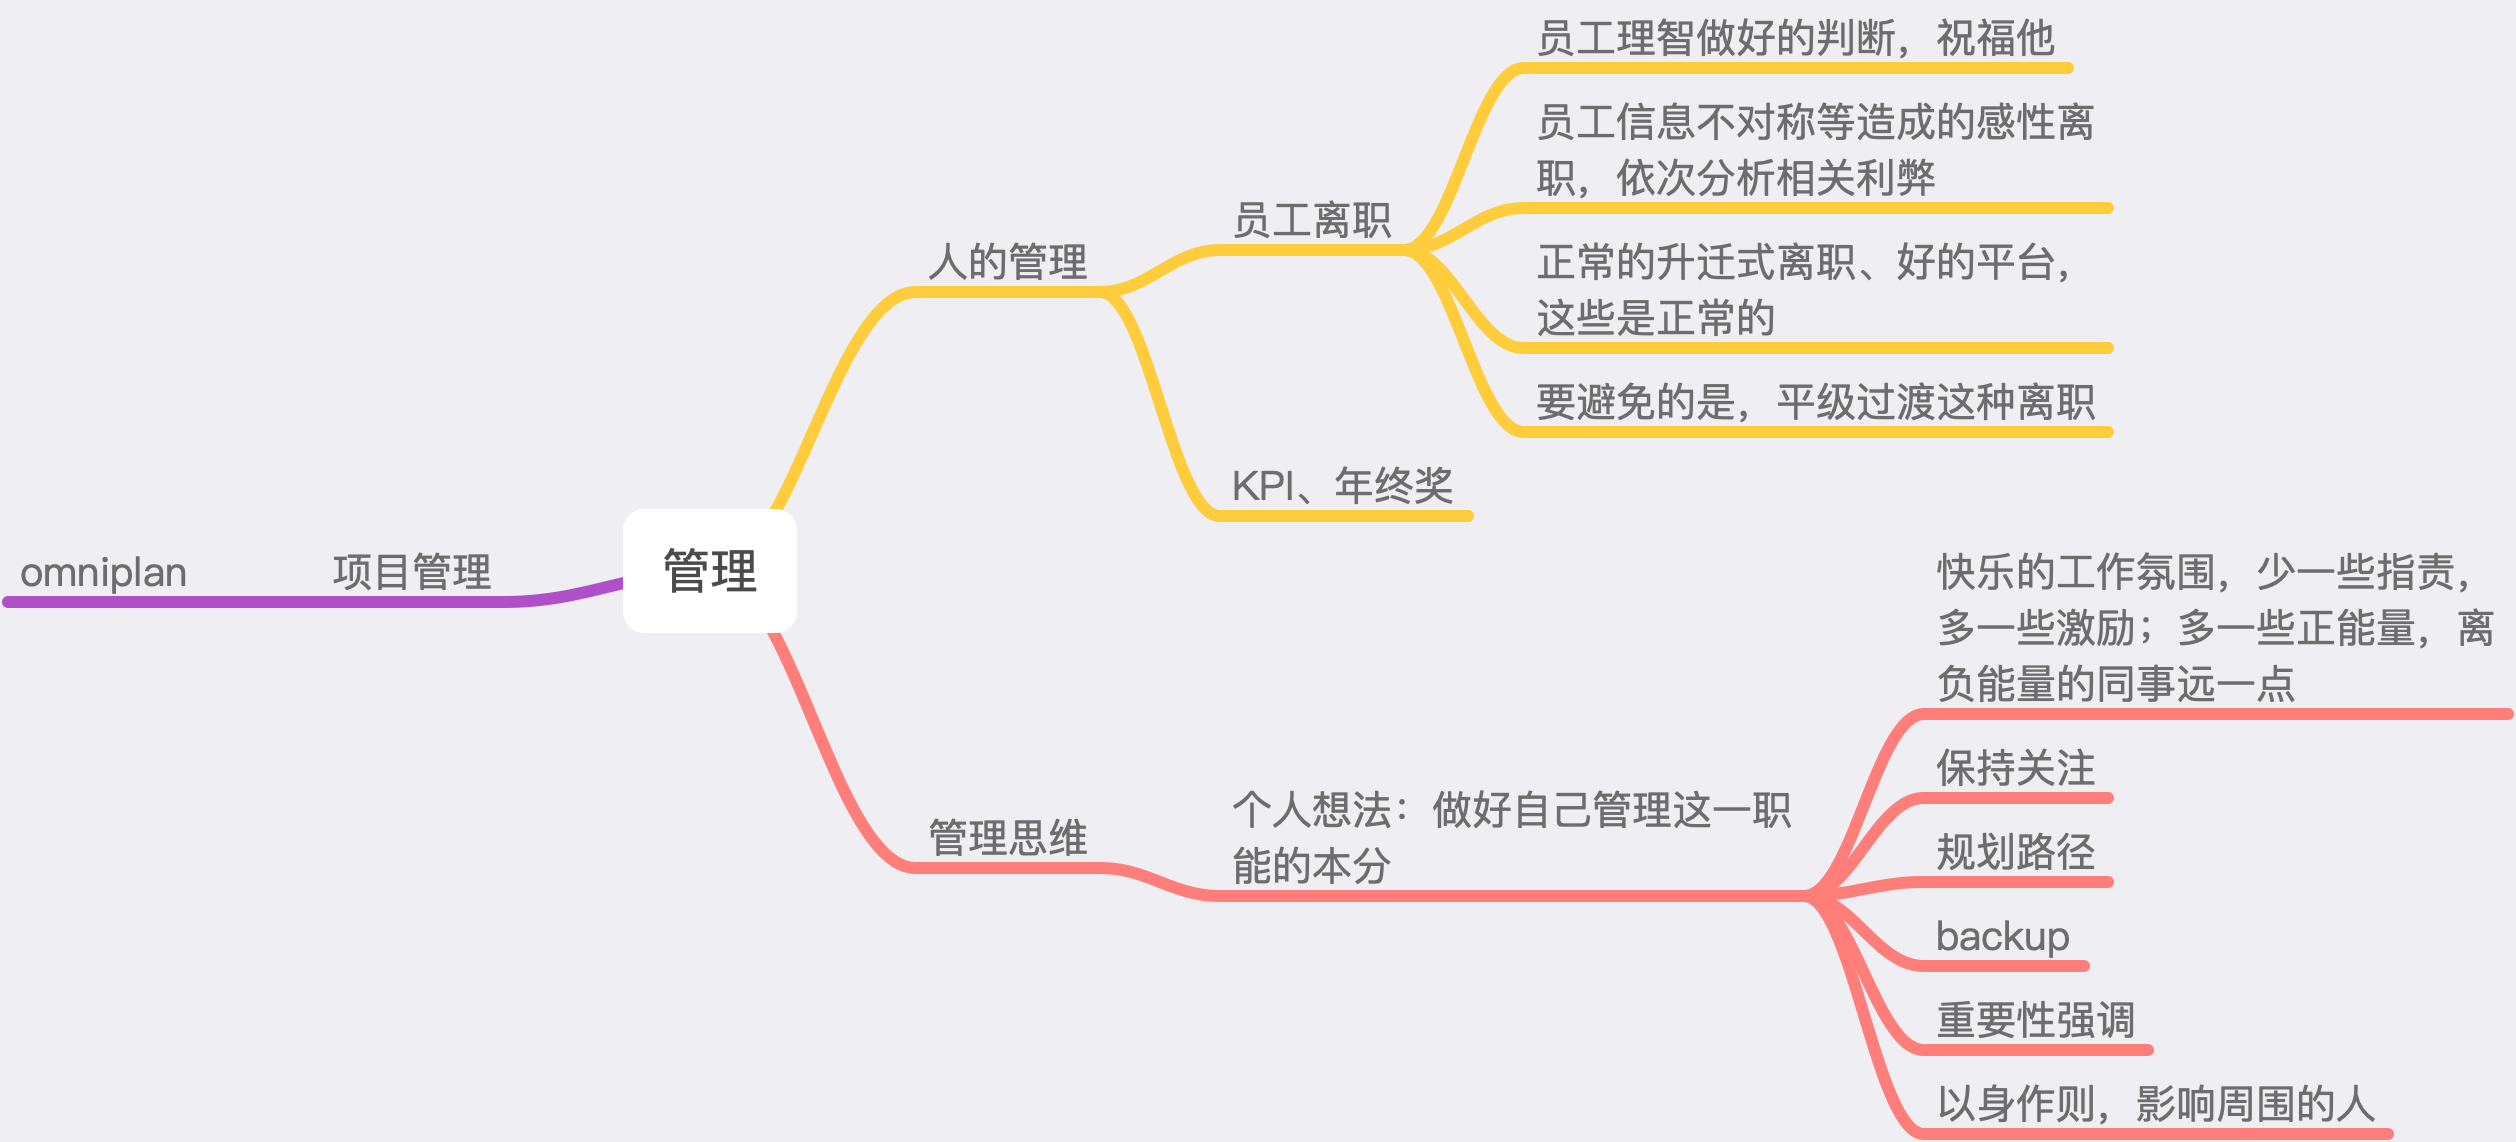 员工理智做好的判断，祝福他
员工信息不对称等造成的感性离
职，依次分析相关利弊
员工离职
人的管理
正常的升迁式离职、好的平台，
这些是正常的
要避免的是，平缓过渡这种离职
KPI、年终奖
管理
omniplan
项目管理
快乐的工作氛围，少一些指责，
多一些激励；多一些正能量，离
负能量的同事远一点
保持关注
个人想法：做好自己管理这一职
能的本分
管理思维
规划路径
backup
重要性强调
以身作则，影响周围的人